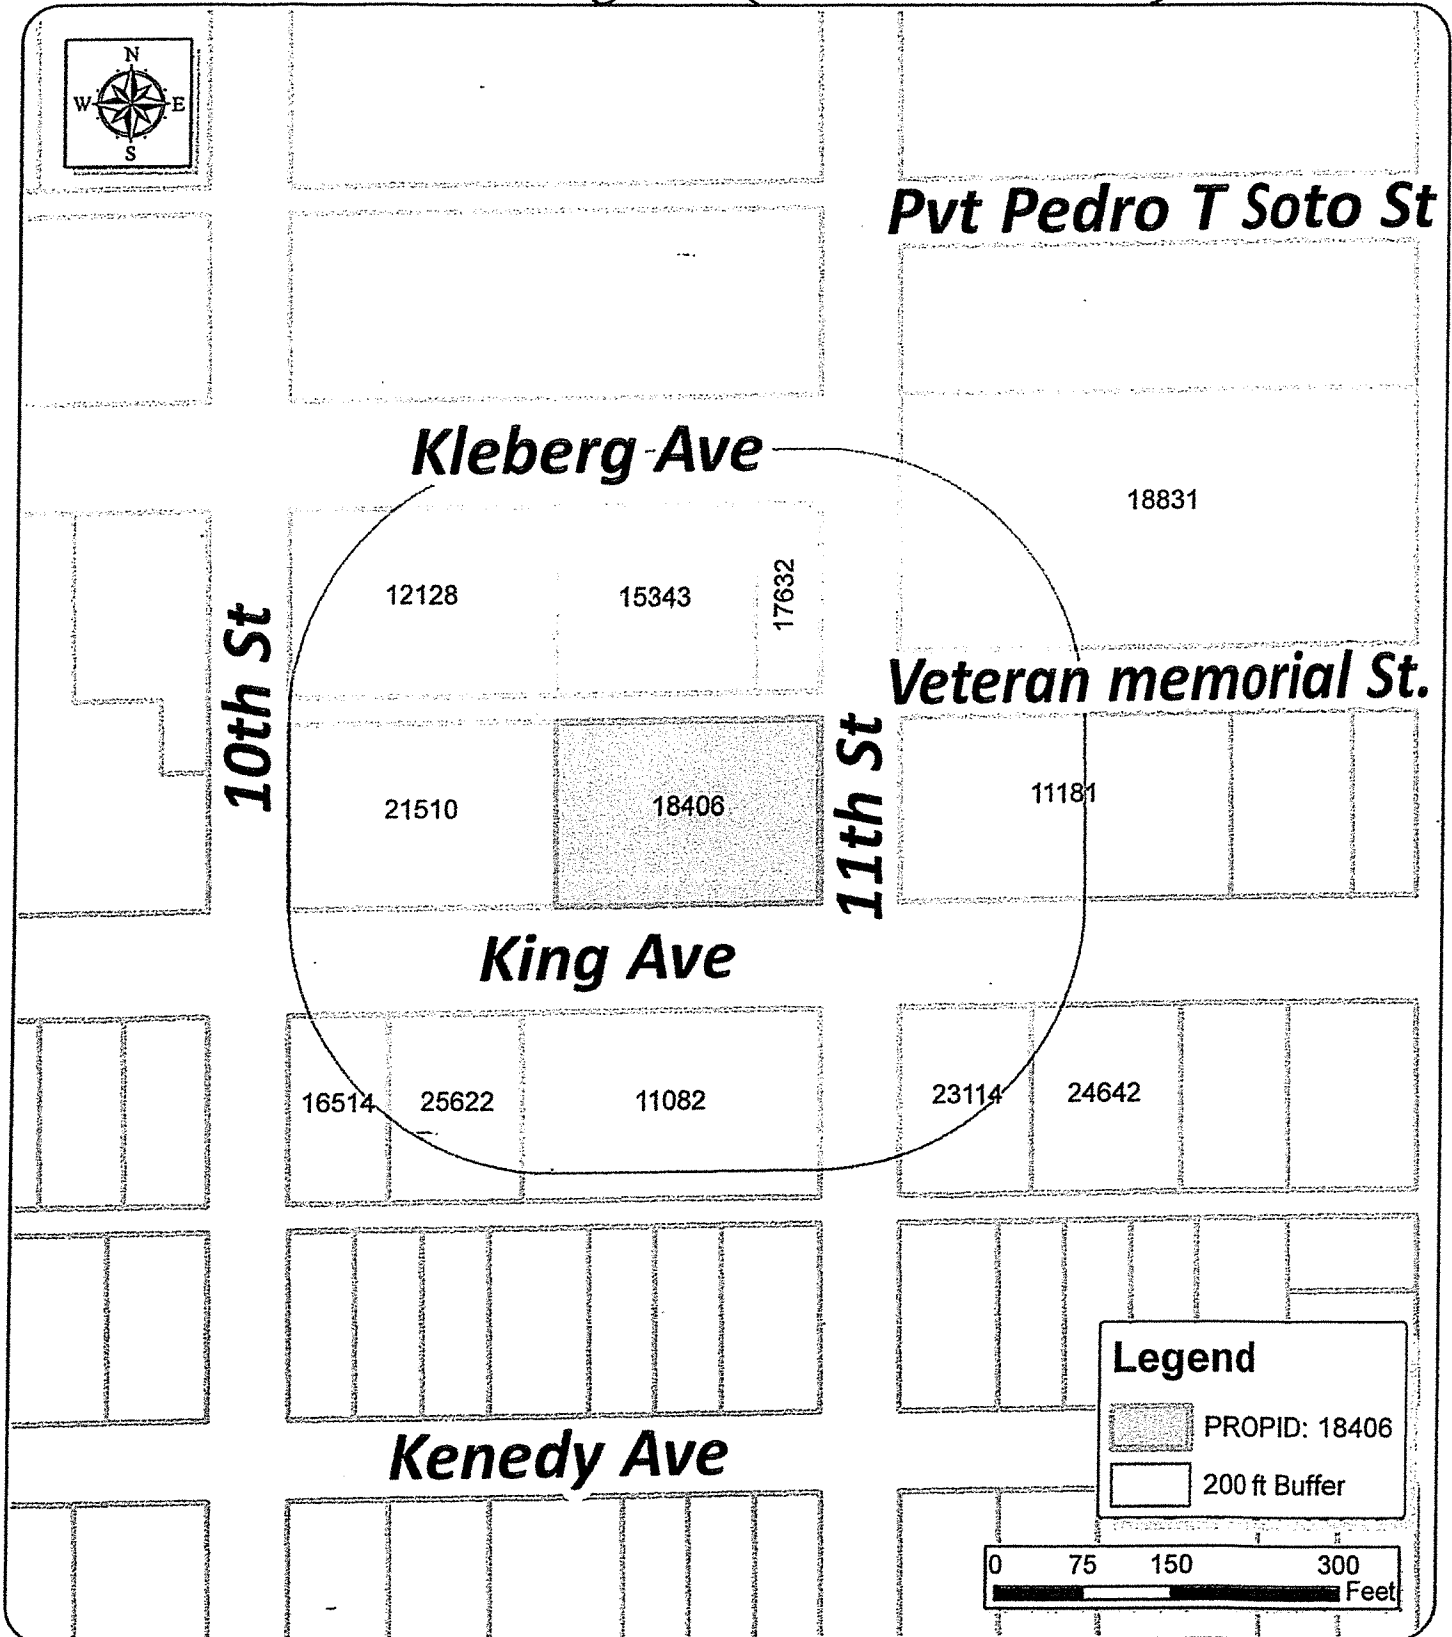 N
W E
S
Pvt Pedro T Soto St
Kleberg Ave
18831
12128
15343
17632
10th St
Veteran memorial St.
21510
18406
11th St
11181
King Ave
16514
25622
11082
23114
24642
Legend
PROPID: 18406
200 ft Buffer
Kenedy Ave
0 75 150 300
Feet